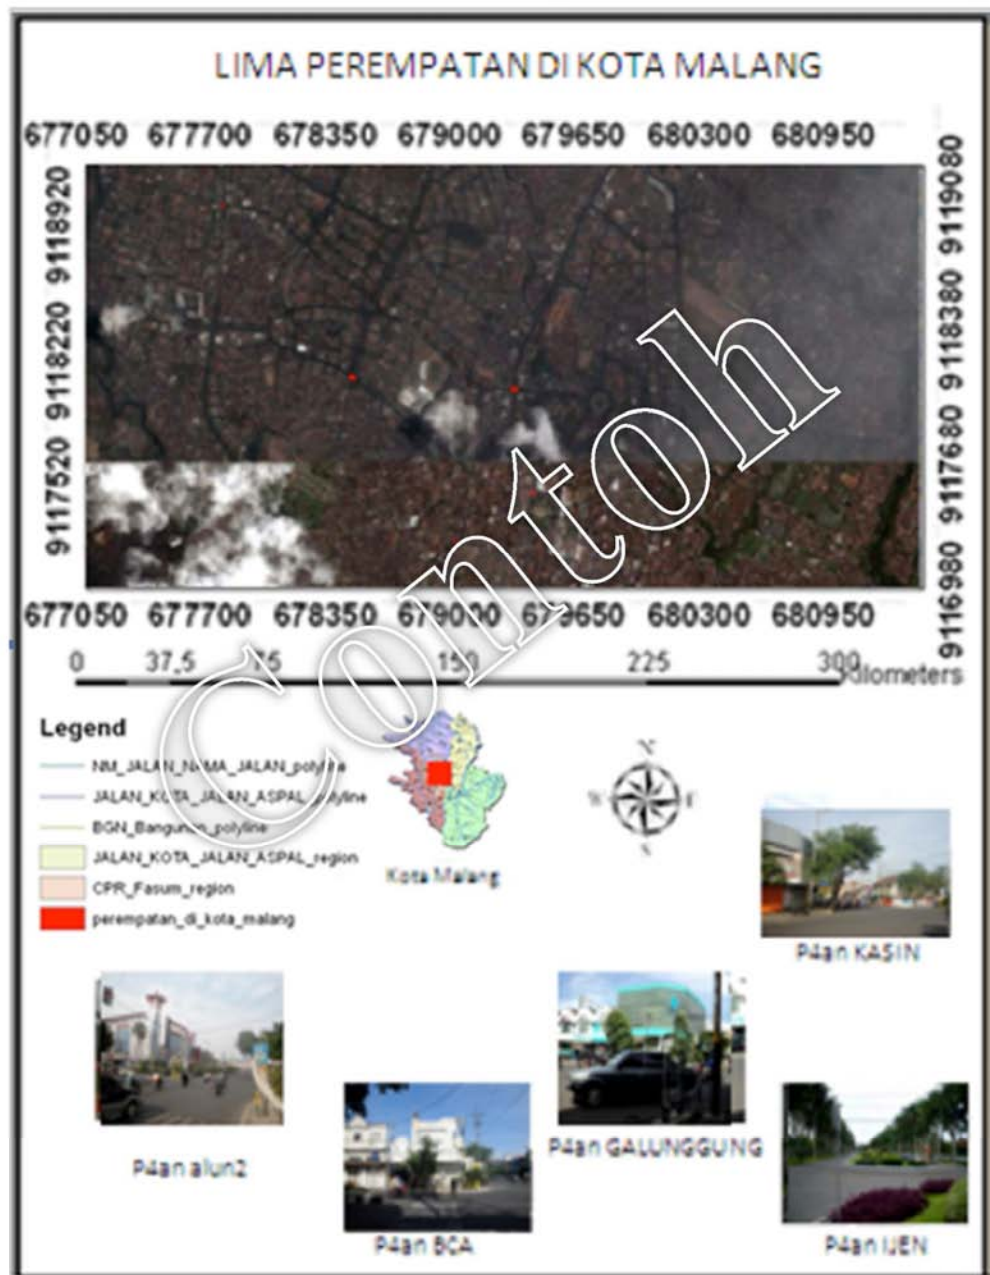 LIMA PEREMPATAN DI KOTA MALANG
677050 677700 678350 679000 679650 680300 680950
9118920
9118220
9117520
9119080
9118380
9117680
9116980
677050 677700 678350 679000 679650 680300 680950
0 37,5 75 150 225 300
Kilometers
Contoh
Legend
NM_JALAN_NAMA_JALAN_polyline
JALAN_KOTA_JALAN_ASPAL_polyline
BGN_Bangunan_polyline
JALAN_KOTA_JALAN_ASPAL_region
CPR_Fasum_region
perempatan_di_kota_malang
Kota Malang
N
W E
S
P4an KASIN
P4an alun2
P4an GALUNGGUNG
P4an BCA
P4an IJEN